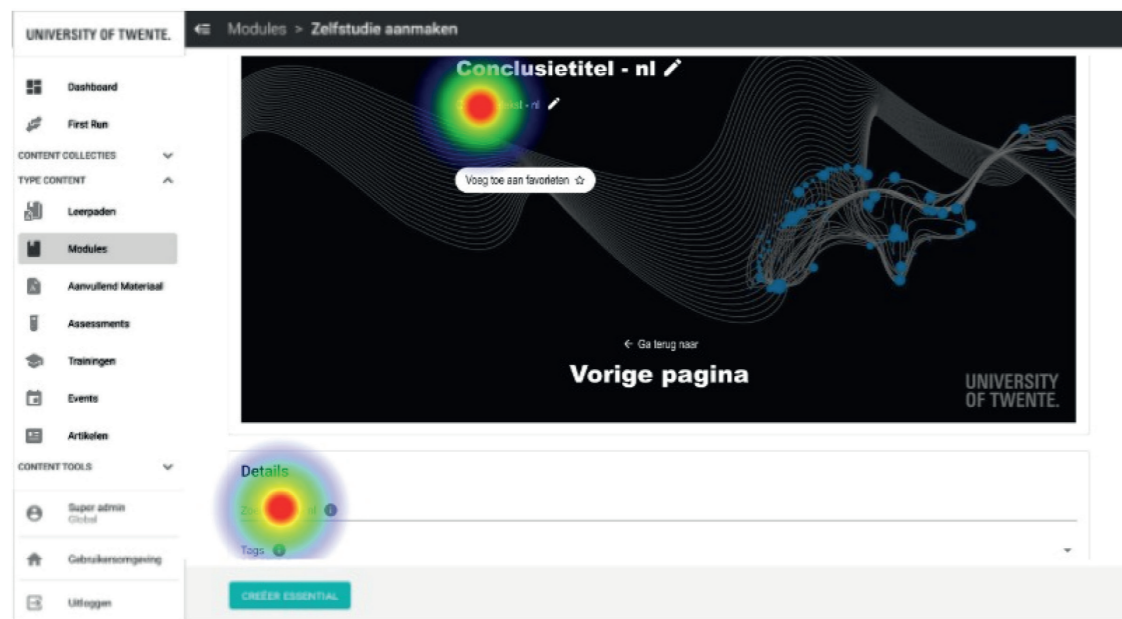 UNIVERSITY OF TWENTE.
Modules > Zelfstudie aanmaken
Dashboard
First Run
CONTENT COLLECTIES
TYPE CONTENT
Leerpaden
Modules
Aanvullend Materiaal
Assessments
Trainingen
Events
Artikelen
CONTENT TOOLS
Super admin
Global
Gebruikersomgeving
Uitloggen
Conclusietitel - nl
- nl
Voeg toe aan favorieten
Ga terug naar
Vorige pagina
UNIVERSITY
OF TWENTE.
Details
nl
Tags
CREËER ESSENTIAL